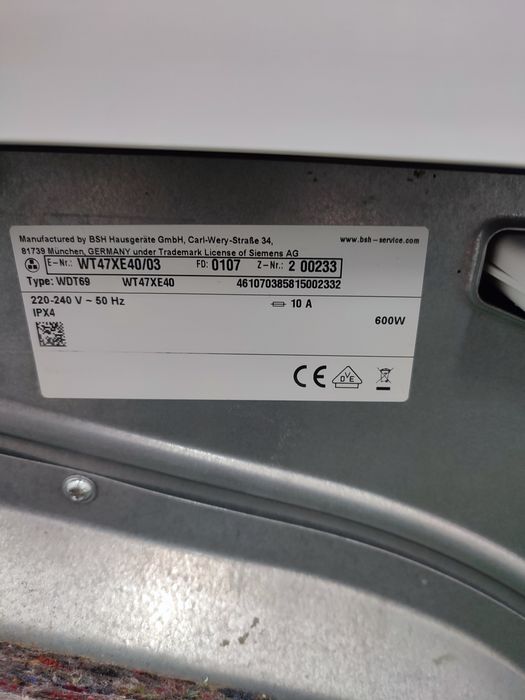 Manufactured by BSH Hausgeräte GmbH, Carl-Wery-Straße 34, www.bsh-service.com
81739 München, GERMANY under Trademark License of Siemens AG
E-Nr.: WT47XE40/03 FD: 0107 Z-Nr.: 2 00233
Type: WDT69 WT47XE40 461070385815002332
220-240 V ~ 50 Hz 10 A
IPX4 600W
CE DVE